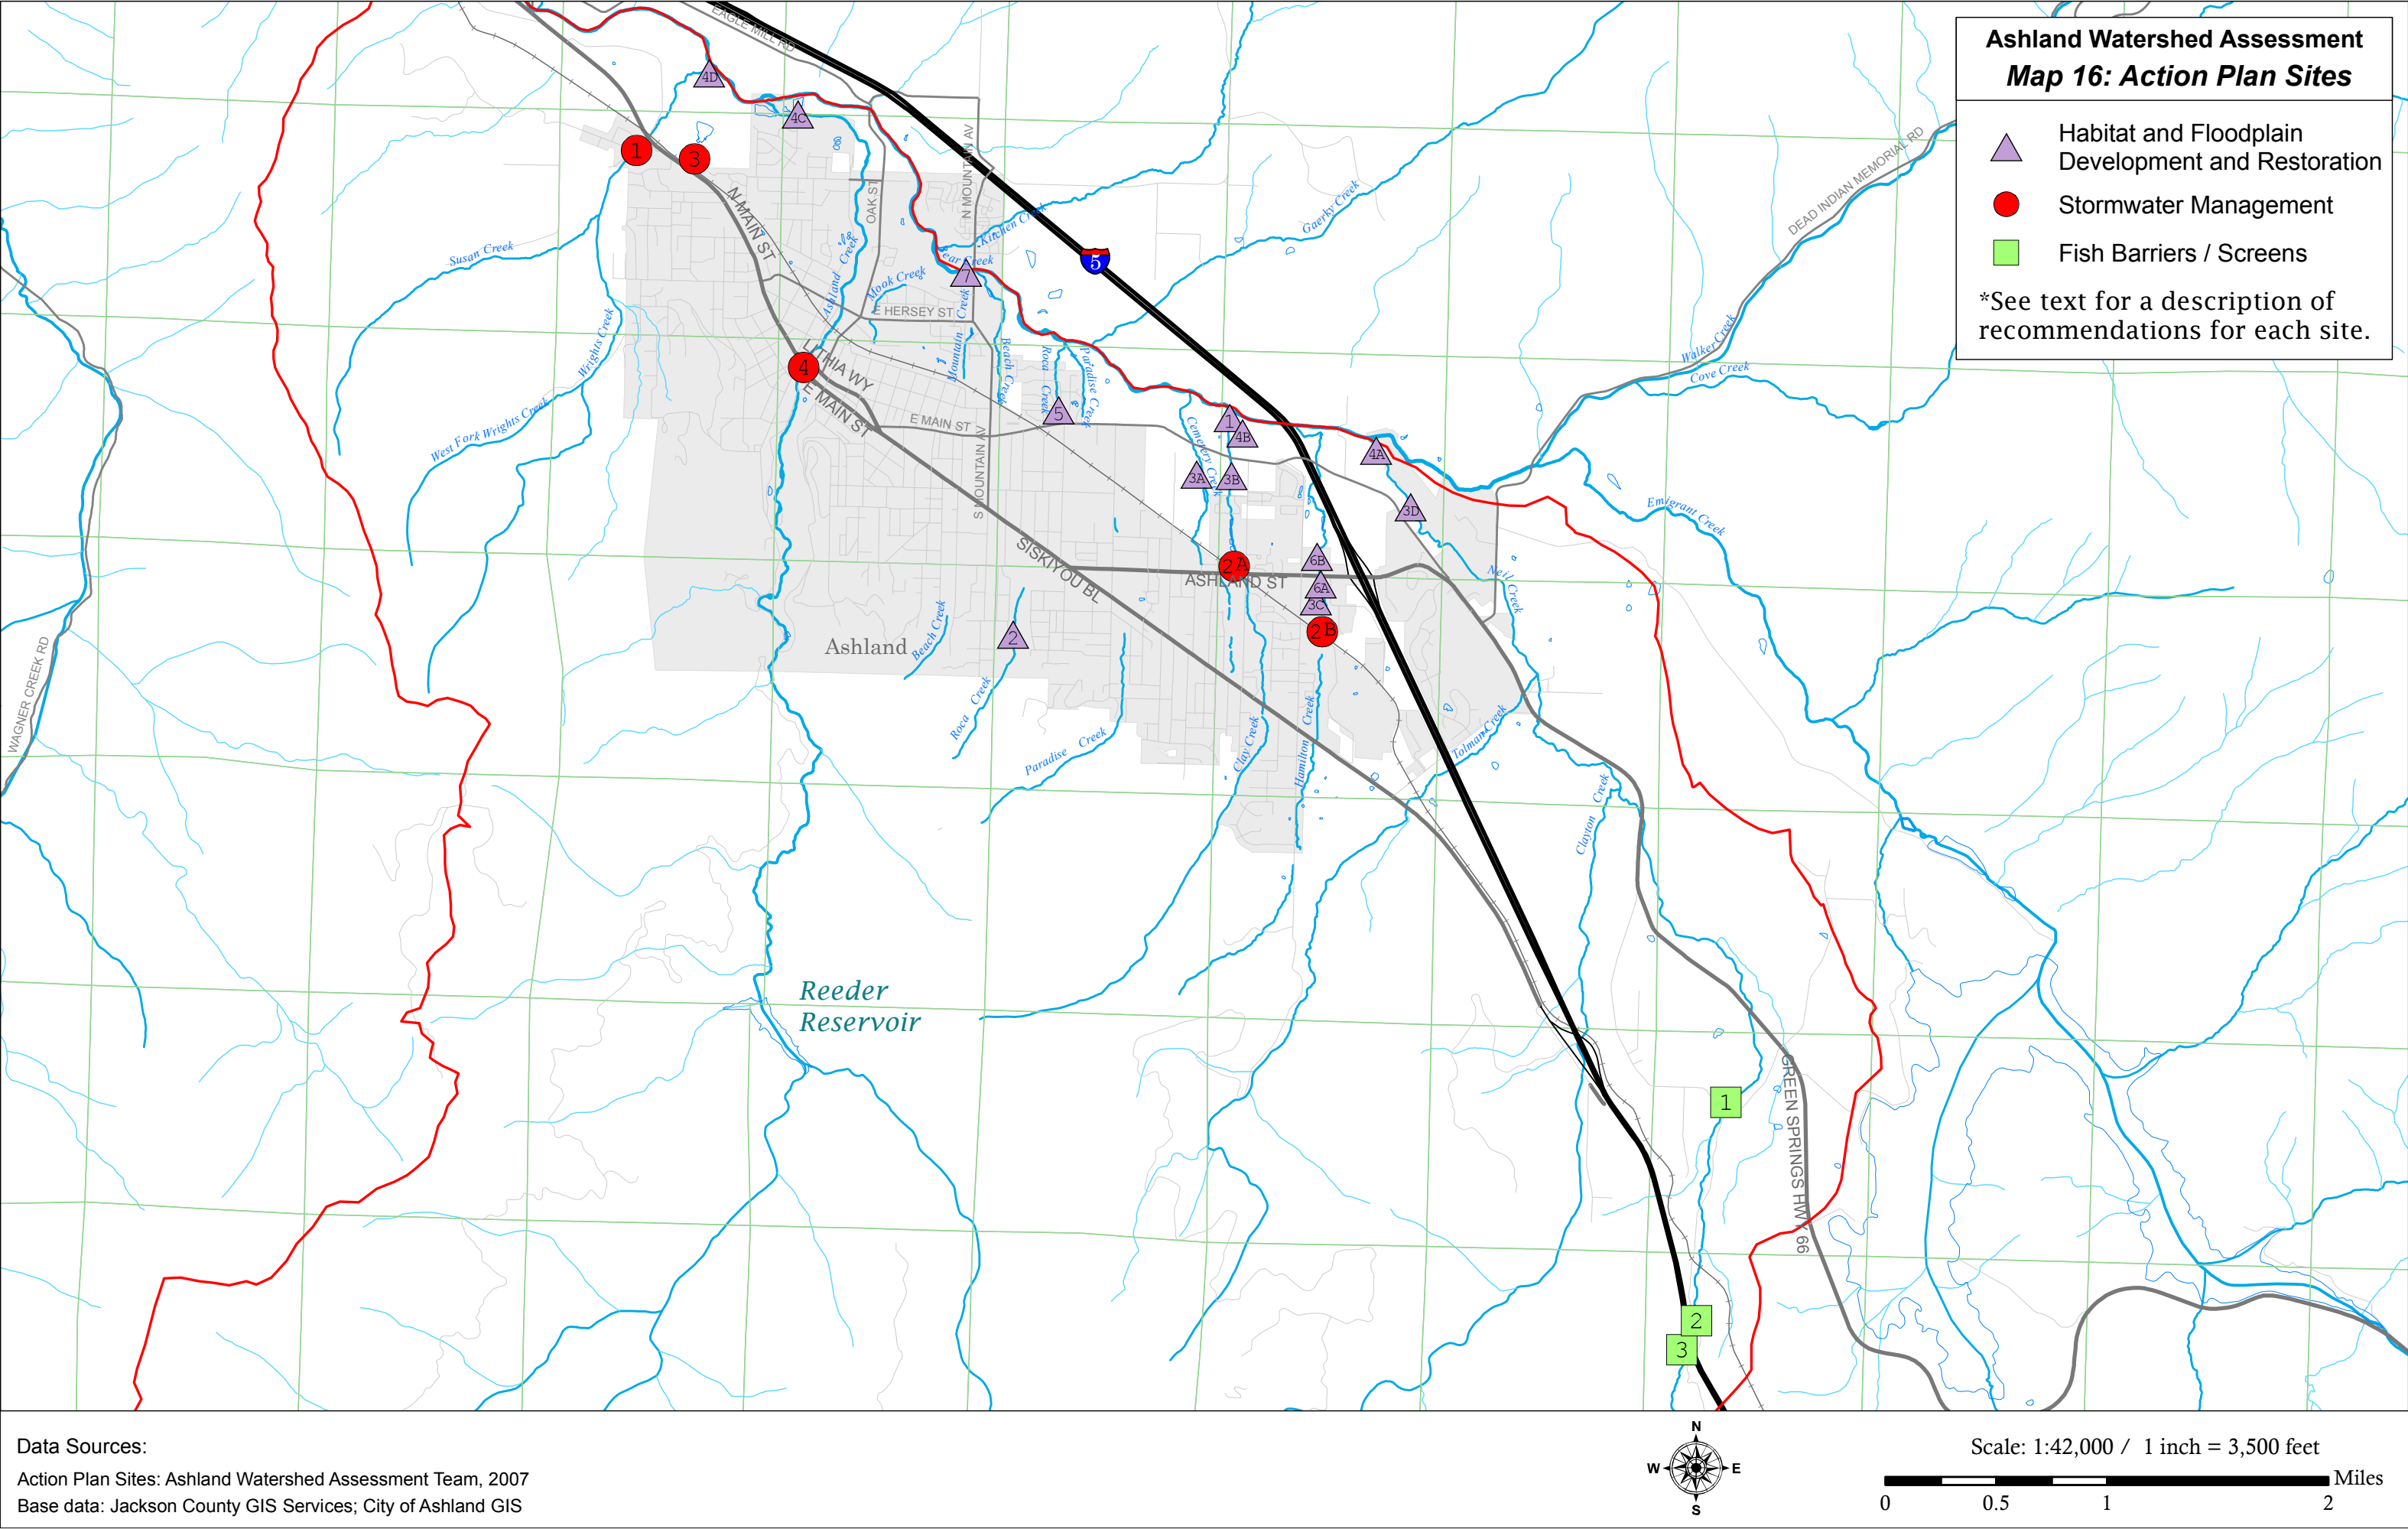 Ashland Watershed Assessment
Map 16: Action Plan Sites
Habitat and Floodplain
Development and Restoration
Stormwater Management
Fish Barriers / Screens
*See text for a description of
recommendations for each site.
EAGLE MILL RD
4D
4C
1
3
N MAIN ST
OAK ST
N MOUNTAIN AV
Kitchen Creek
Gaerky Creek
DEAD INDIAN MEMORIAL RD
Susan Creek
Ashland Creek
Mook Creek
Bear Creek
7
5
E HERSEY ST
Mountain Creek
Beach Creek
Roca Creek
Paradise Creek
Wrights Creek
West Fork Wrights Creek
4
LITHIA WY
E MAIN ST
E MAIN ST
S MOUNTAIN AV
5
Cemetery Creek
1
4B
3A
3B
4A
3D
Walker Creek
Cove Creek
Emigrant Creek
Neil Creek
SISKIYOU BL
ASHLAND ST
2A
6B
6A
3C
2B
WAGNER CREEK RD
Ashland
Beach Creek
2
Roca Creek
Paradise Creek
Clay Creek
Hamilton Creek
Tolman Creek
Clayton Creek
Reeder
Reservoir
1
GREEN SPRINGS HWY 66
2
3
Data Sources:
Action Plan Sites: Ashland Watershed Assessment Team, 2007
Base data: Jackson County GIS Services; City of Ashland GIS
N
W
E
S
Scale: 1:42,000 / 1 inch = 3,500 feet
Miles
0 0.5 1 2